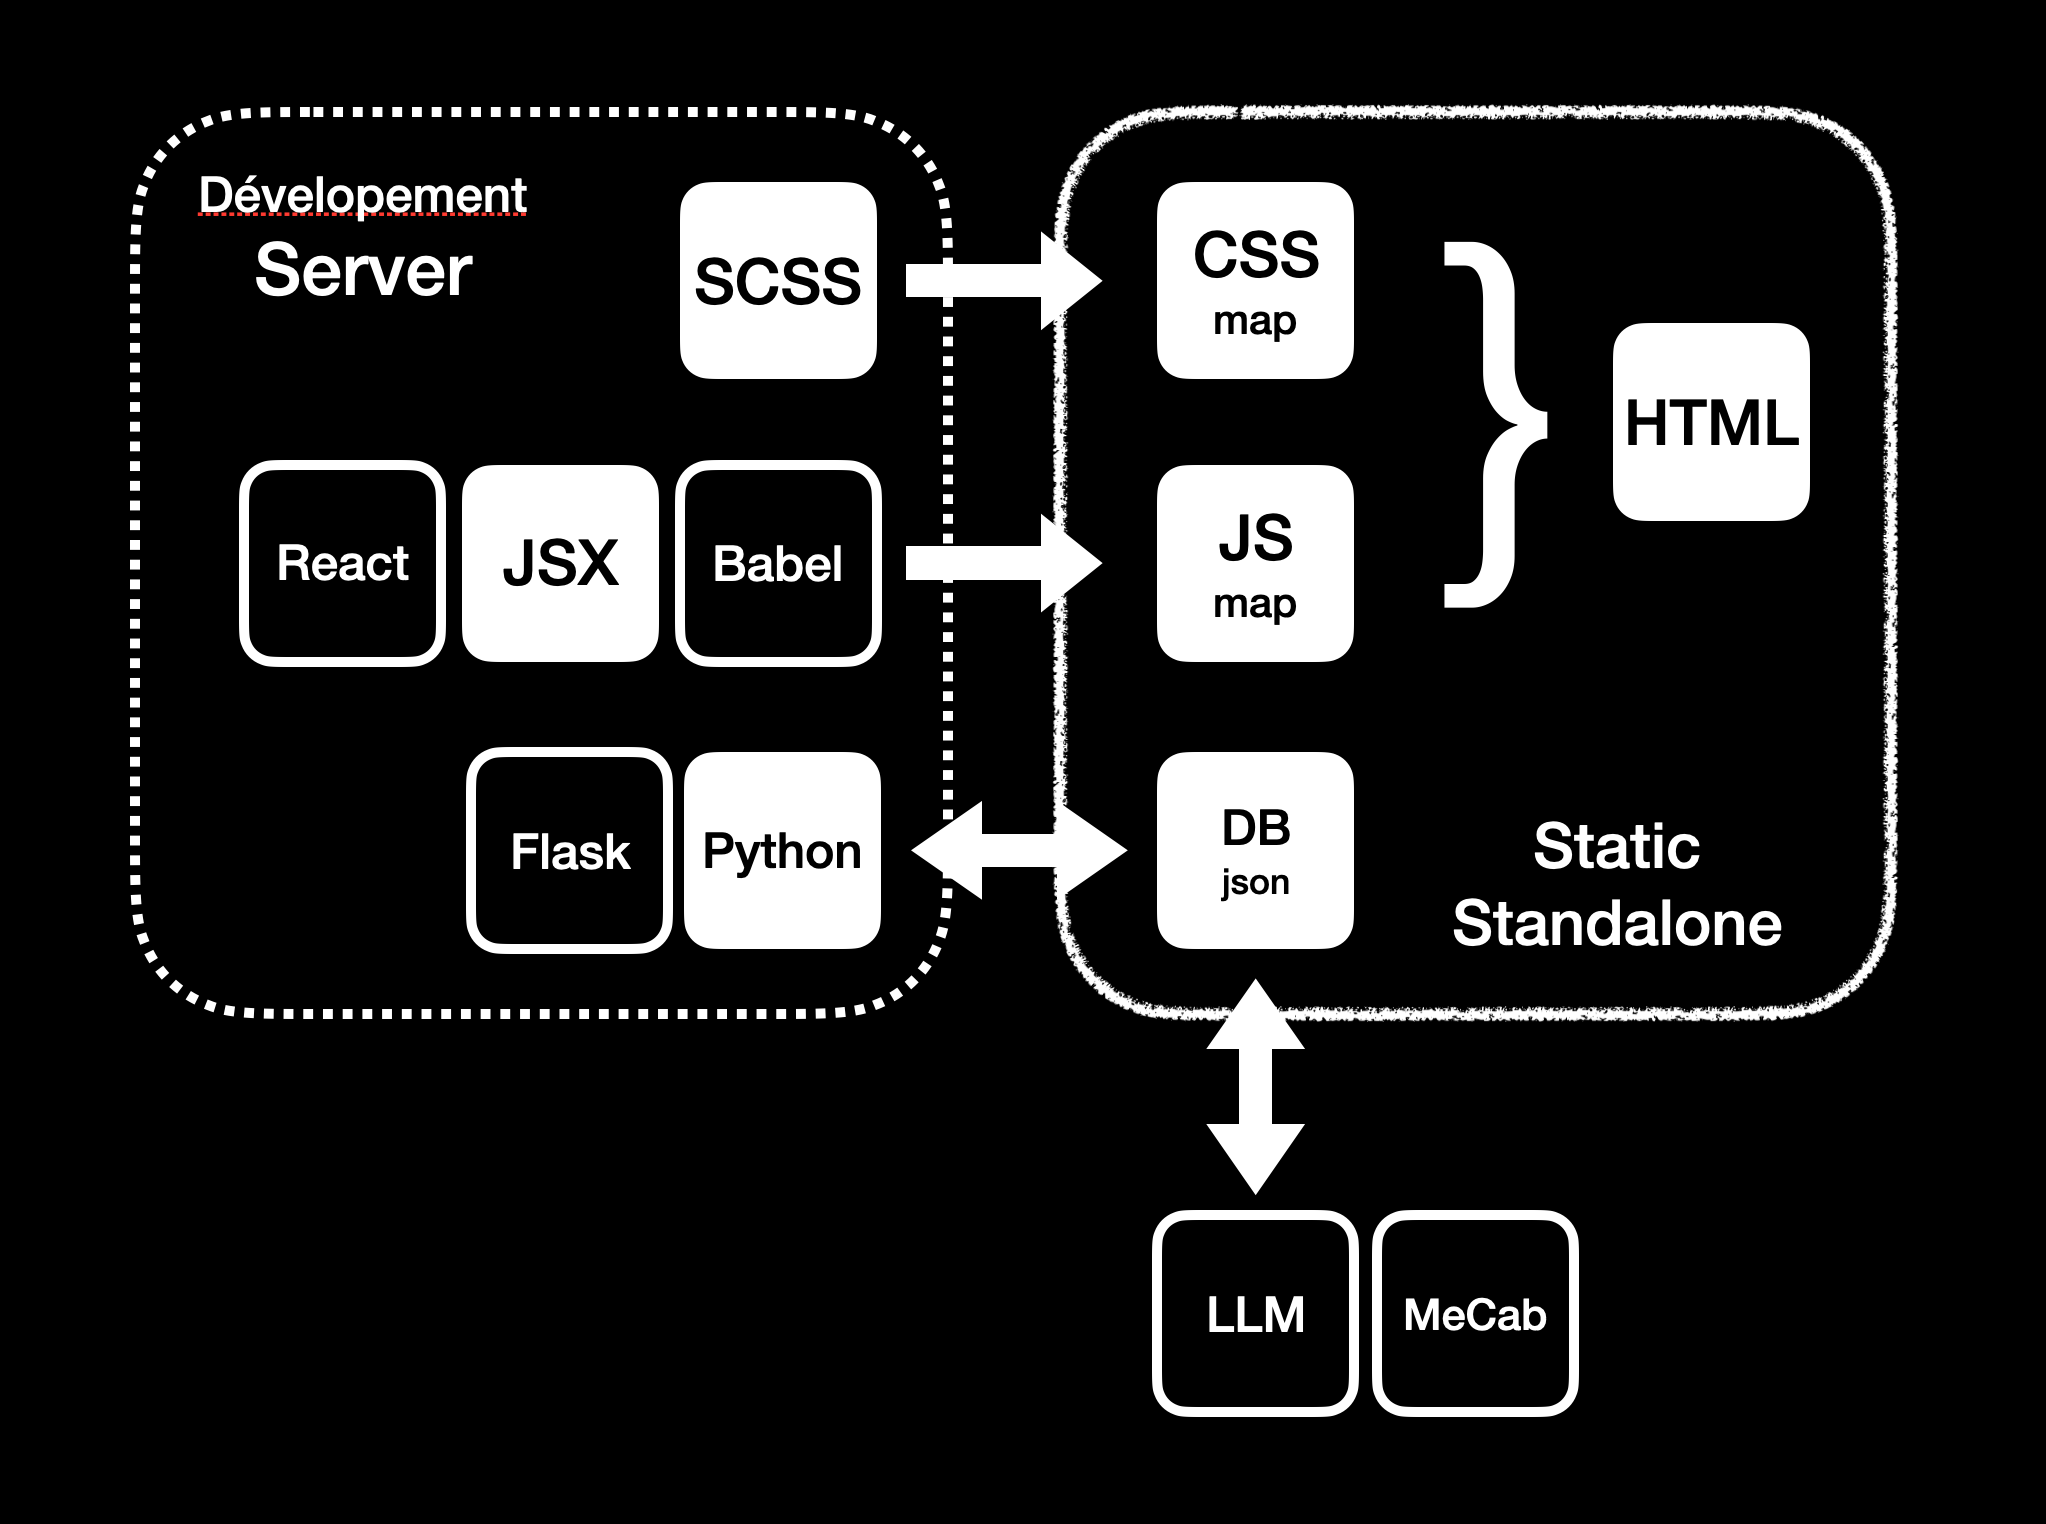 Dévelopement
Server
SCSS
CSS
map
HTML
React
JSX
Babel
JS
map
Flask
Python
DB
json
Static
Standalone
LLM
MeCab